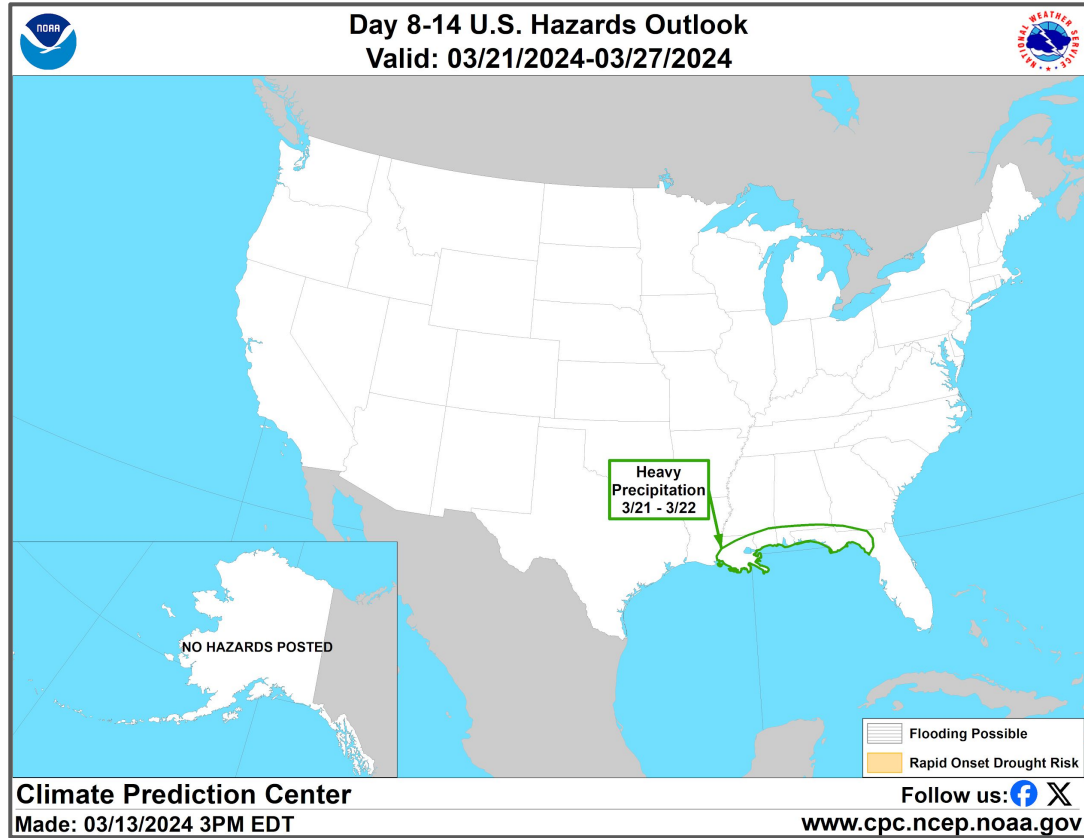 NOAA
Day 8-14 U.S. Hazards Outlook
Valid: 03/21/2024-03/27/2024
NATIONAL WEATHER SERVICE
Heavy
Precipitation
3/21 - 3/22
NO HAZARDS POSTED
Flooding Possible
Rapid Onset Drought Risk
Climate Prediction Center
Follow us:
Made: 03/13/2024 3PM EDT
www.cpc.ncep.noaa.gov